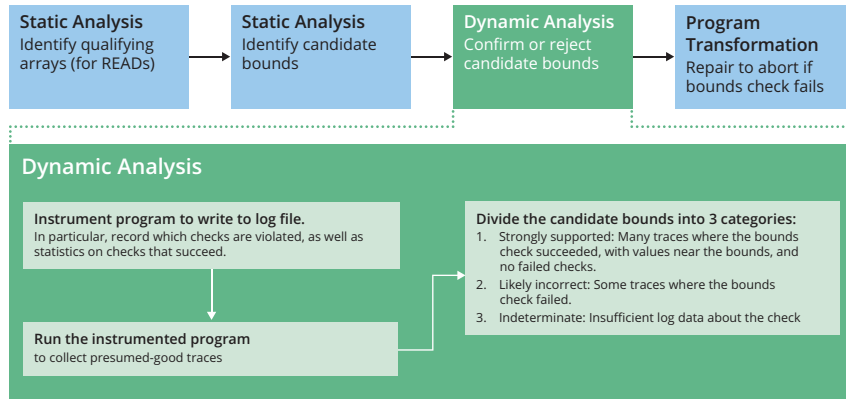 Static Analysis
Identify qualifying
arrays (for READs)
Static Analysis
Identify candidate
bounds
Dynamic Analysis
Confirm or reject
candidate bounds
Program
Transformation
Repair to abort if
bounds check fails
Dynamic Analysis
Instrument program to write to log file.
In particular, record which checks are violated, as well as
statistics on checks that succeed.
Run the instrumented program
to collect presumed-good traces
Divide the candidate bounds into 3 categories:
1. Strongly supported: Many traces where the bounds
check succeeded, with values near the bounds, and
no failed checks.
2. Likely incorrect: Some traces where the bounds
check failed.
3. Indeterminate: Insufficient log data about the check